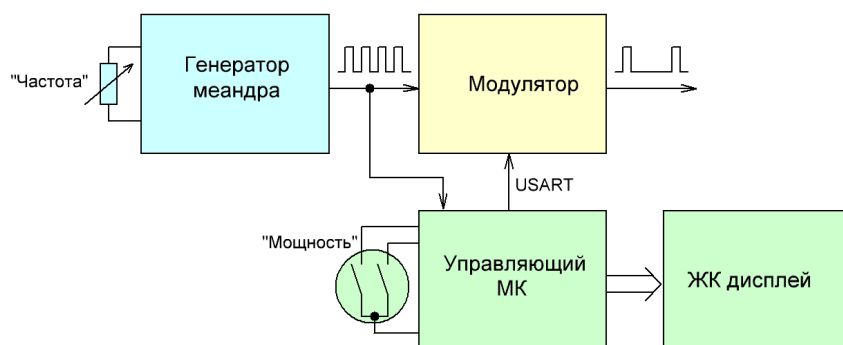 "Частота"
Генератор
меандра
Модулятор
USART
"Мощность"
Управляющий
МК
ЖК дисплей